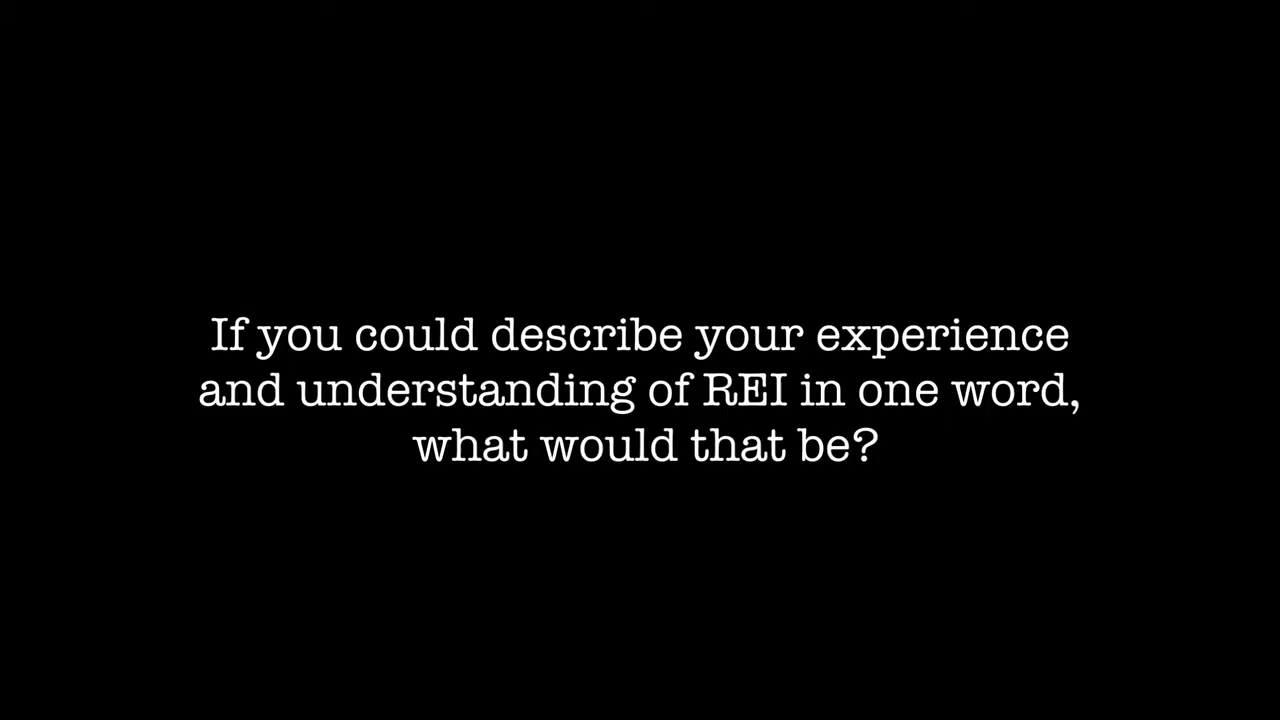 If you could describe your experience
and understanding of REI in one word,
what would that be?